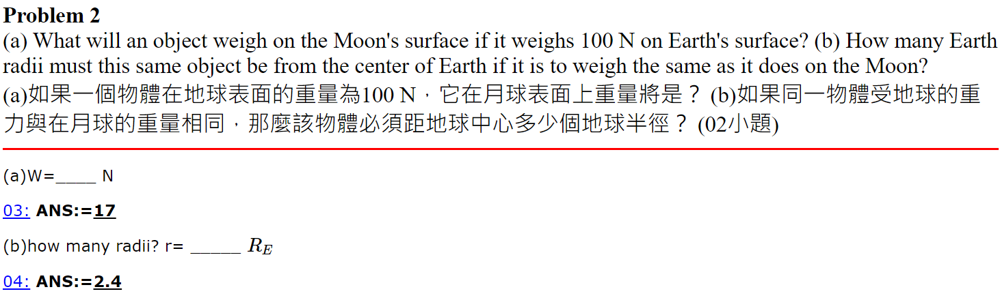 Problem 2
(a) What will an object weigh on the Moon's surface if it weighs 100 N on Earth's surface? (b) How many Earth
radii must this same object be from the center of Earth if it is to weigh the same as it does on the Moon?
(a)如果一個物體在地球表面的重量為100 N，它在月球表面上重量將是？ (b)如果同一物體受地球的重
力與在月球的重量相同，那麼該物體必須距地球中心多少個地球半徑？ (02小題)
(a)W=____ N
03: ANS:=17
(b)how many radii? r= _____ R_E
04: ANS:=2.4